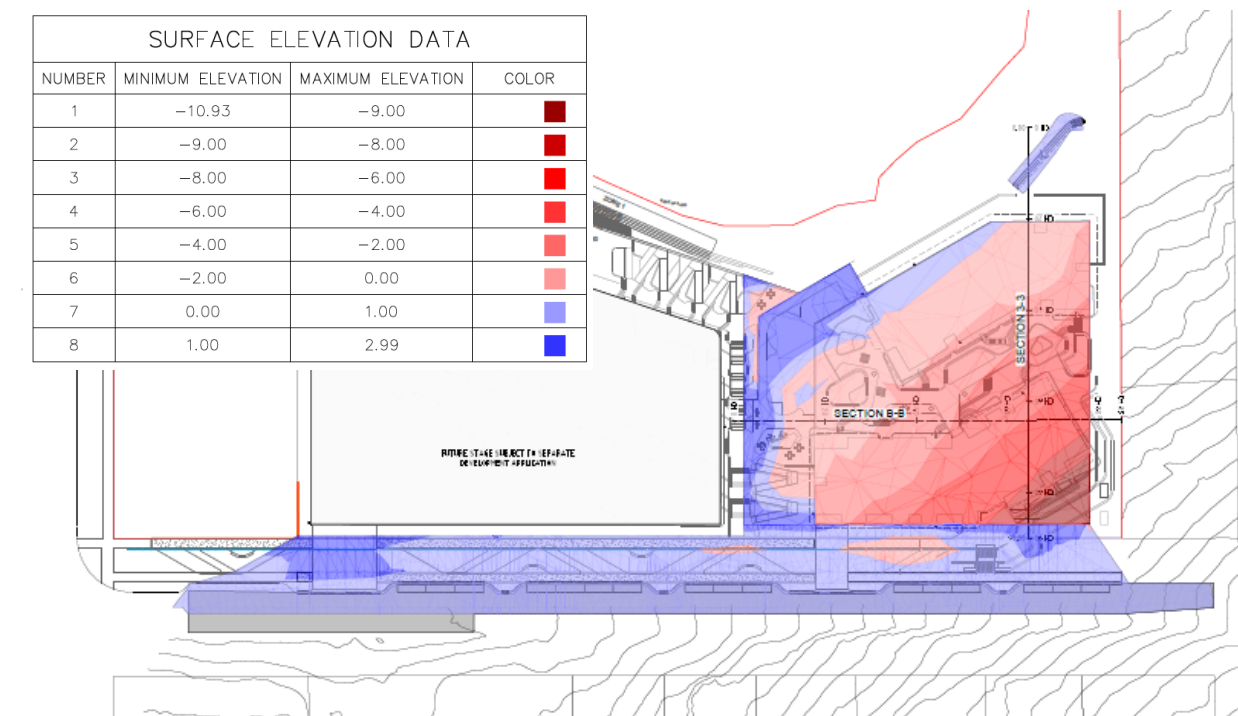 SURFACE ELEVATION DATA
NUMBER MINIMUM ELEVATION MAXIMUM ELEVATION COLOR
1 -10.93 -9.00
2 -9.00 -8.00
3 -8.00 -6.00
4 -6.00 -4.00
5 -4.00 -2.00
6 -2.00 0.00
7 0.00 1.00
8 1.00 2.99
SECTION 3-3
SECTION B-B
FUTURE STAGE SUBJECT TO SEPARATE
DEVELOPMENT APPLICATION